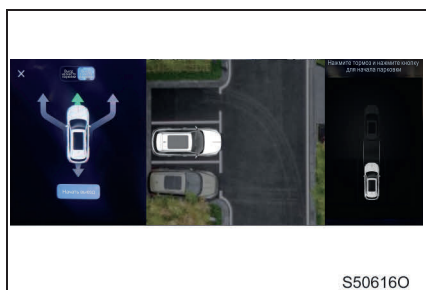 Нажмите тормоз и нажмите кнопку
для начала парковки
Начать выезд
S50616O